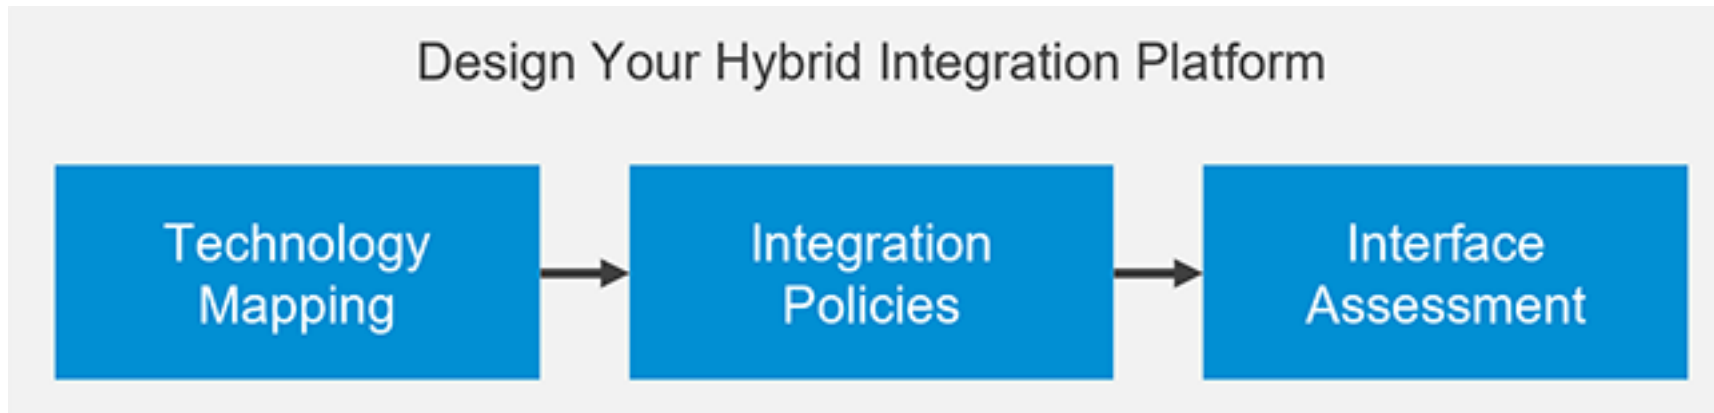 Design Your Hybrid Integration Platform
Technology
Mapping
Integration
Policies
Interface
Assessment